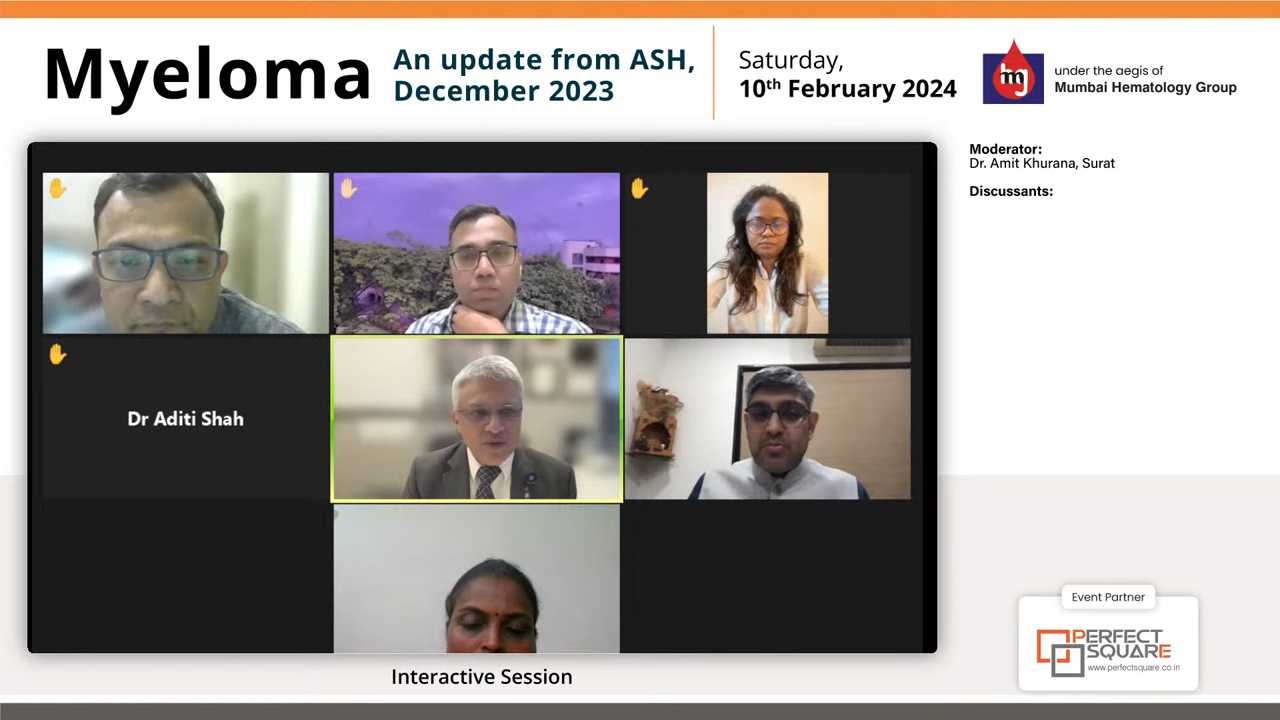 Myeloma
An update from ASH,
December 2023
Saturday,
10th February 2024
mg
under the aegis of
Mumbai Hematology Group
Moderator:
Dr. Amit Khurana, Surat
Discussants:
Dr Aditi Shah
Interactive Session
Event Partner
PERFECT
SQUARE
www.perfectsquare.co.in